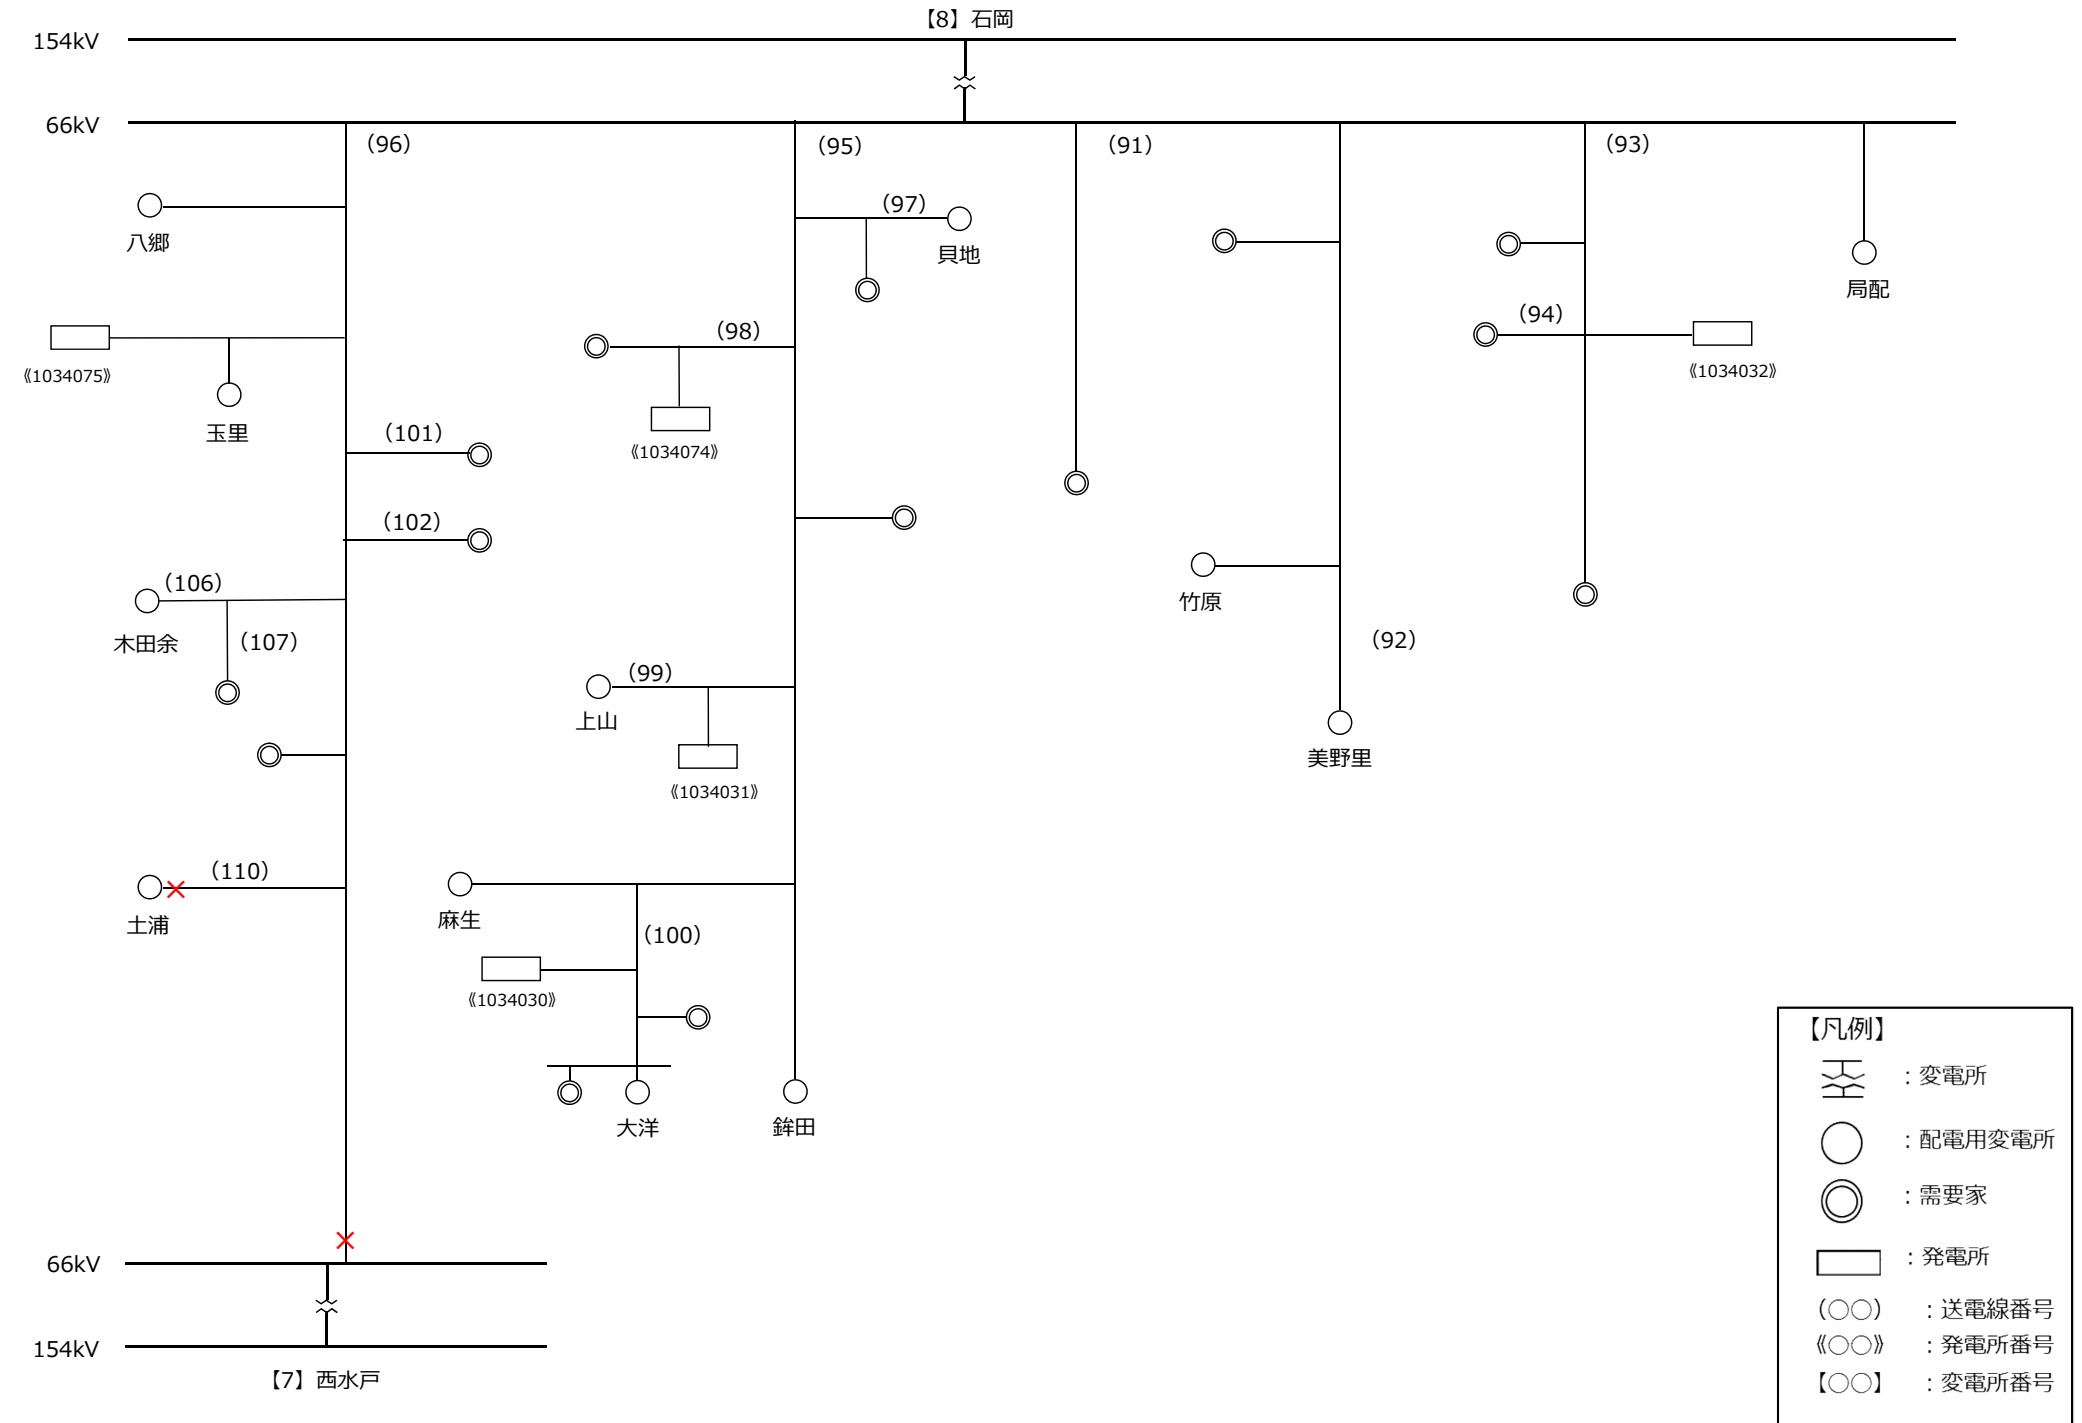 【8】石岡
154kV
66kV
（96）
（95）
（91）
（93）
八郷
（97）
貝地
局配
《1034075》
玉里
（98）
《1034074》
（94）
《1034032》
（101）
（102）
（106）
木田余
（107）
竹原
（92）
（99）
上山
《1034031》
美野里
（110）
土浦
麻生
（100）
《1034030》
大洋
鉾田
66kV
154kV
【7】西水戸
【凡例】
：変電所
：配電用変電所
：需要家
：発電所
（○○）：送電線番号
《○○》：発電所番号
【○○】：変電所番号